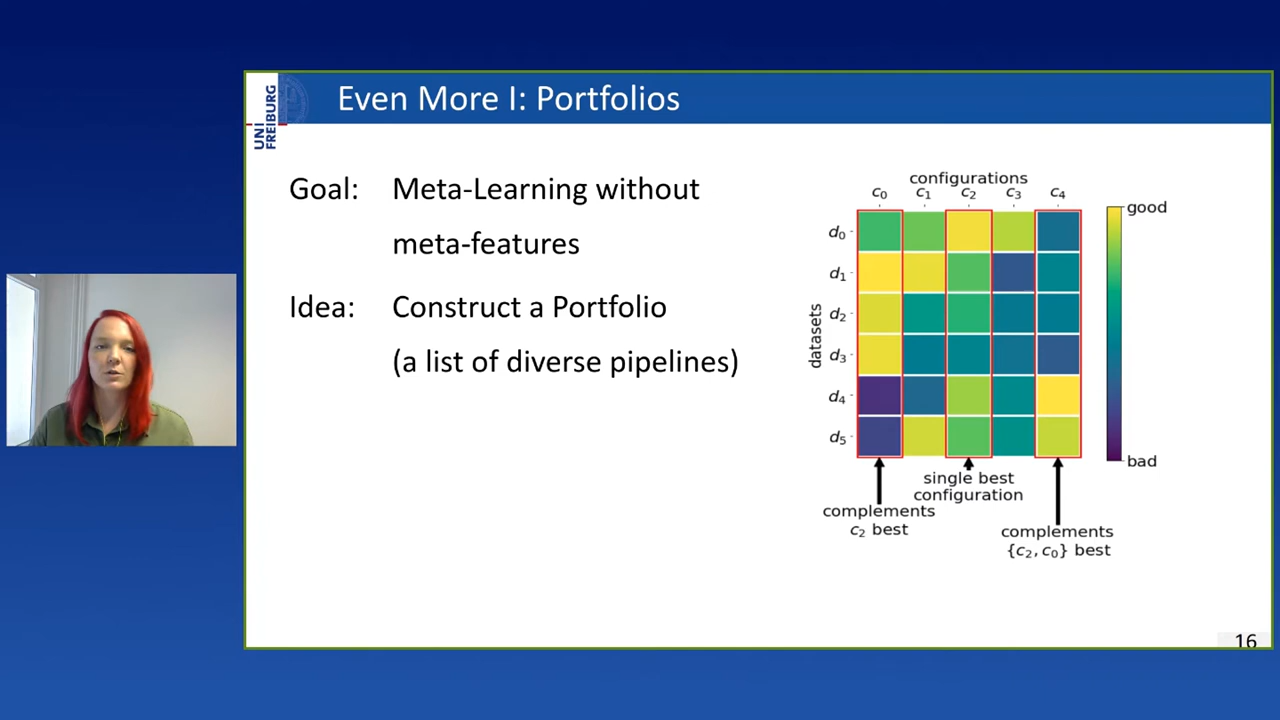 UNI
FREIBURG
Even More I: Portfolios
Goal: Meta-Learning without
meta-features
Idea: Construct a Portfolio
(a list of diverse pipelines)
configurations
c₀ c₁ c₂ c₃ c₄
datasets
d₀
d₁
d₂
d₃
d₄
d₅
good
bad
single best
configuration
complements
c₂ best
complements
{c₂, c₀} best
16